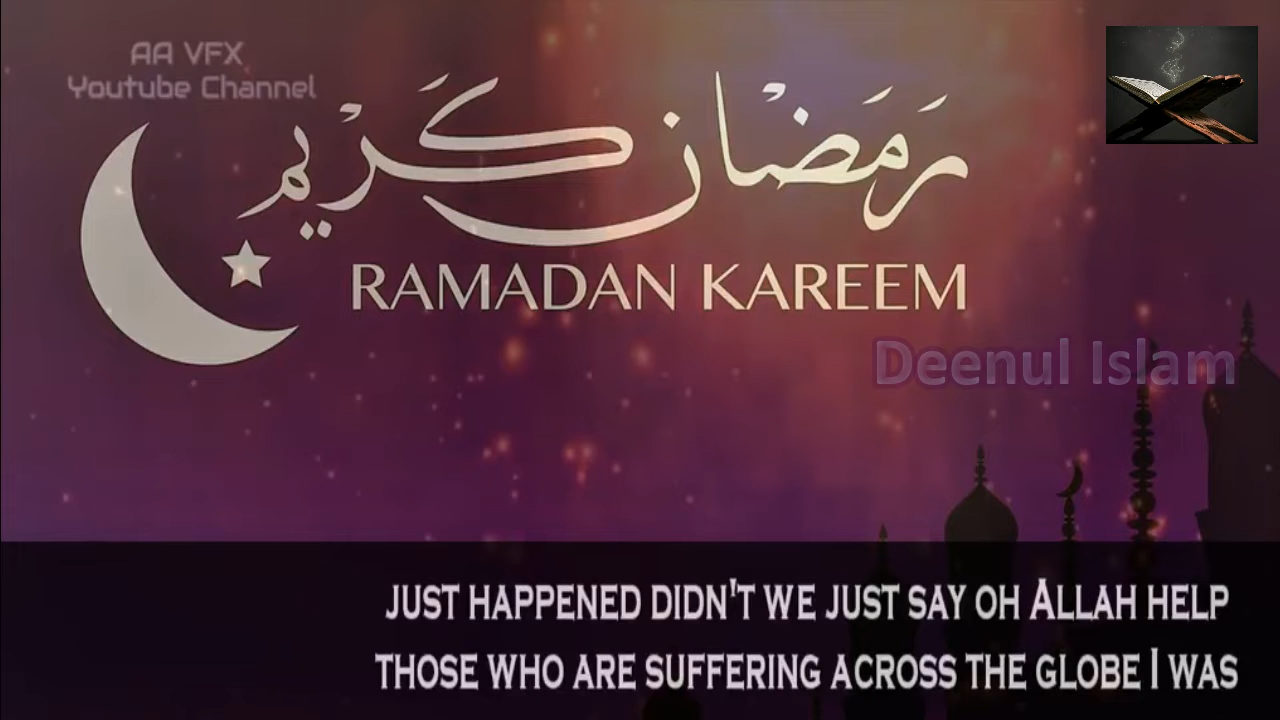 AA VFX
Youtube Channel
رَمَضَان كَرْيم
RAMADAN KAREEM
Deenul Islam
JUST HAPPENED DIDN'T WE JUST SAY OH ALLAH HELP
THOSE WHO ARE SUFFERING ACROSS THE GLOBE I WAS